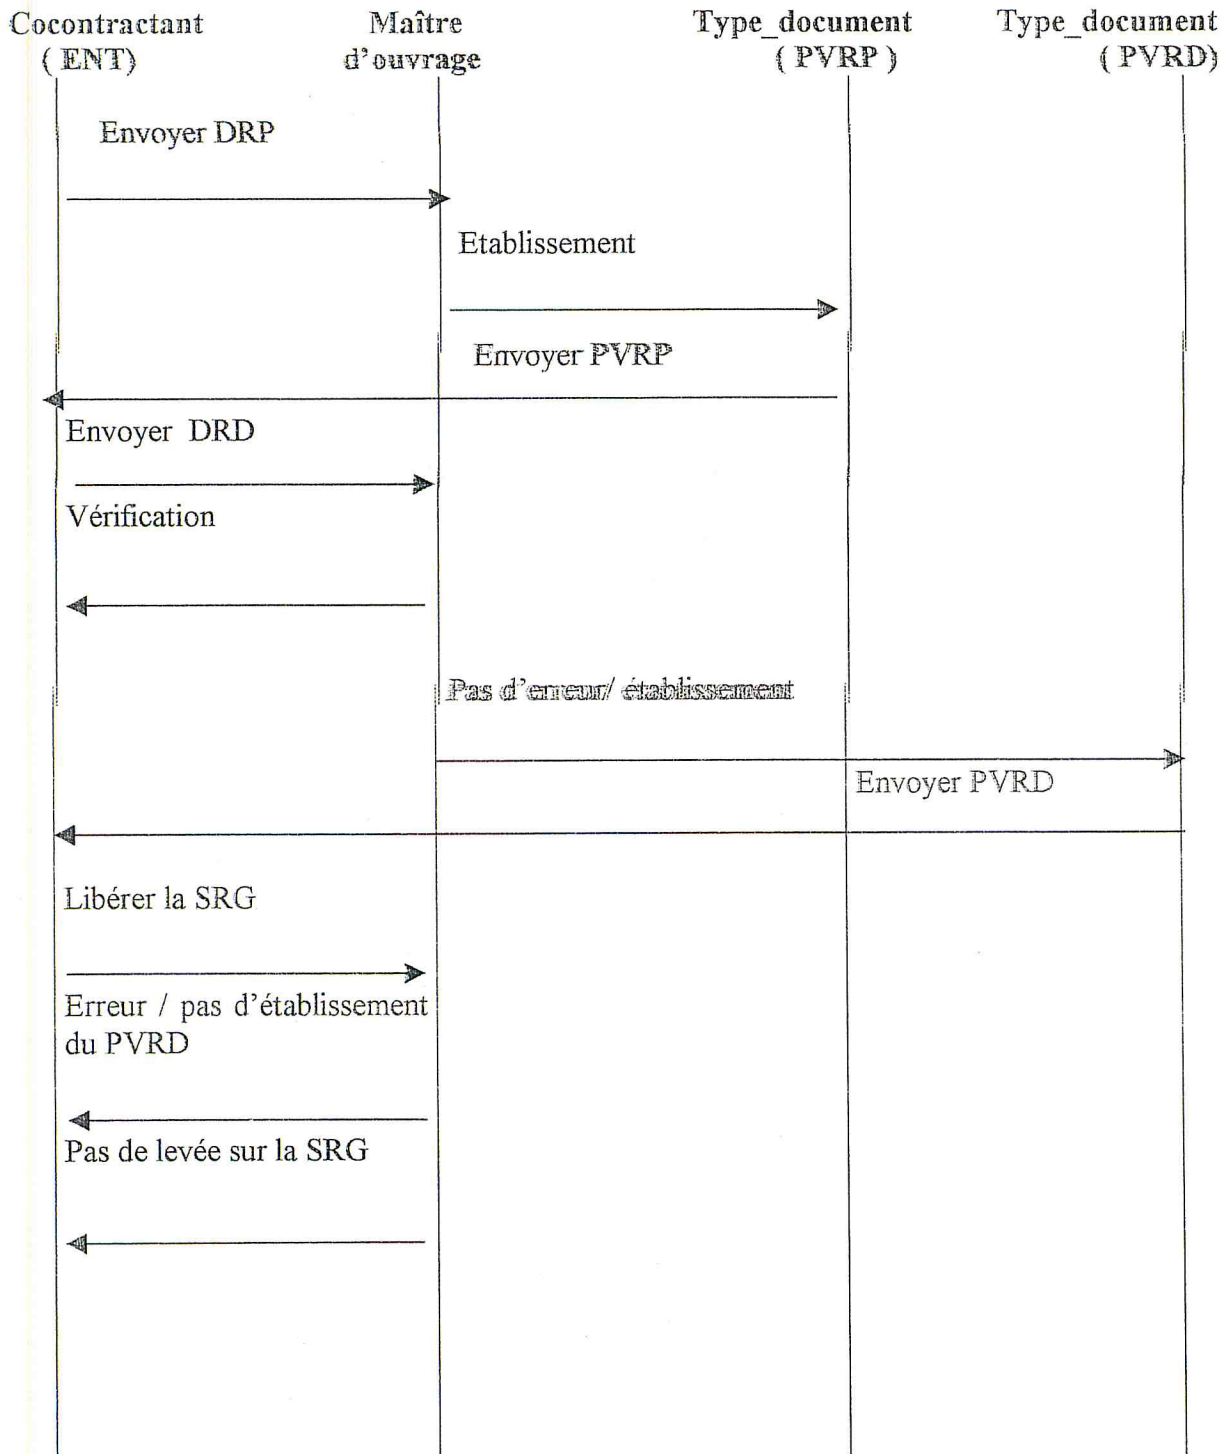 Cocontractant
( ENT)
Maître
d'ouvrage
Type_document
( PVRP )
Type_document
( PVRD)
Envoyer DRP
Etablissement
Envoyer PVRP
Envoyer DRD
Vérification
Pas d'erreur/ établissement
Envoyer PVRD
Libérer la SRG
Erreur / pas d'établissement
du PVRD
Pas de levée sur la SRG